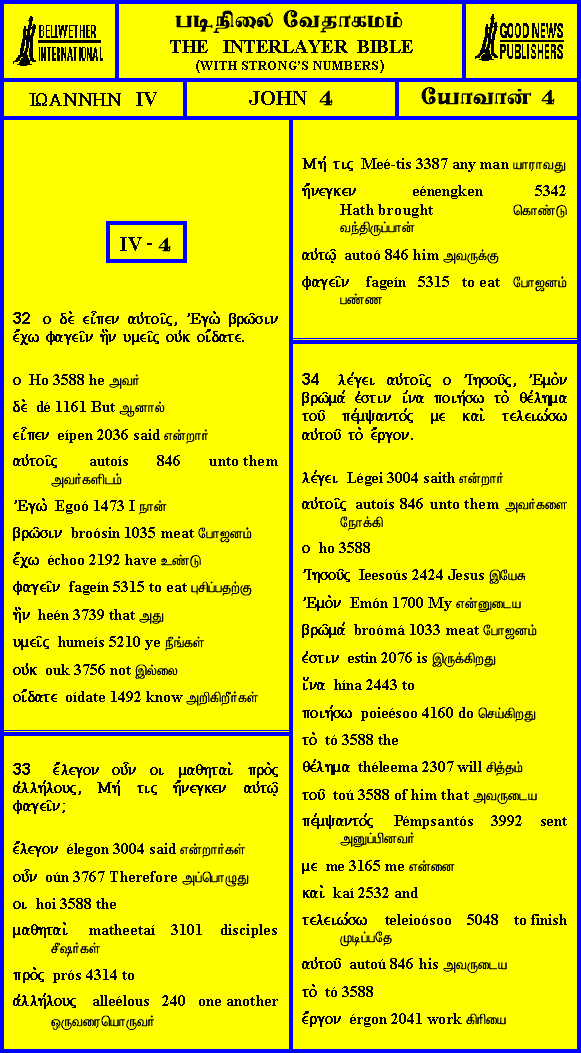 BELLWETHER
INTERNATIONAL
படிநிலை வேதாகமம்
THE INTERLAYER BIBLE
(WITH STRONG'S NUMBERS)
GOOD NEWS
PUBLISHERS
ΙΩΑΝΝΗΝ IV
JOHN 4
யோவான் 4
IV - 4
32 ο δὲ εἶπεν αὐτοῖς, Ἐγὼ βρῶσιν
ἔχω φαγεῖν ἣν υμεῖς οὐκ οἴδατε.
ο Ho 3588 he அவர்
δὲ dé 1161 But ஆனால்
εἶπεν eípen 2036 said என்றார்
αὐτοῖς autoís 846 unto them
அவர்களிடம்
Ἐγὼ Egoó 1473 I நான்
βρῶσιν broósin 1035 meat போஜனம்
ἔχω échoo 2192 have உண்டு
φαγεῖν fageín 5315 to eat புசிப்பதற்கு
ἣν heén 3739 that அது
υμεῖς humeís 5210 ye நீங்கள்
οὐκ ouk 3756 not இல்லை
οἴδατε oídate 1492 know அறிகிறீர்கள்
33 ἔλεγον οὖν οι μαθηταὶ πρὸς
ἀλλήλους, Μή τις ἤνεγκεν αὐτῷ
φαγεῖν;
ἔλεγον élegon 3004 said என்றார்கள்
οὖν oún 3767 Therefore அப்பொழுது
οι hoi 3588 the
μαθηταὶ matheetaí 3101 disciples
சீஷர்கள்
πρὸς prós 4314 to
ἀλλήλους alleélous 240 one another
ஒருவரையொருவர்
Μή τις Meé-tis 3387 any man யாராவது
ἤνεγκεν eénengken 5342
Hath brought கொண்டு
வந்திருப்பான்
αὐτῷ autoó 846 him அவருக்கு
φαγεῖν fageín 5315 to eat போஜனம்
பண்ண
34 λέγει αὐτοῖς ο Ἰησοῦς, Ἐμὸν
βρῶμά ἐστιν ἵνα ποιήσω τὸ θέλημα
τοῦ πέμψαντός με καὶ τελειώσω
αὐτοῦ τὸ ἔργον.
λέγει Légei 3004 saith என்றார்
αὐτοῖς autoís 846 unto them அவர்களை
நோக்கி
ο ho 3588
Ἰησοῦς Ieesoús 2424 Jesus இயேசு
Ἐμὸν Emón 1700 My என்னுடைய
βρῶμά broómá 1033 meat போஜனம்
ἐστιν estin 2076 is இருக்கிறது
ἵνα hína 2443 to
ποιήσω poieésoo 4160 do செய்கிறது
τὸ tó 3588 the
θέλημα théleema 2307 will சித்தம்
τοῦ toú 3588 of him that அவருடைய
πέμψαντός Pémpsantós 3992 sent
அனுப்பினவர்
με me 3165 me என்னை
καὶ kaí 2532 and
τελειώσω teleioósoo 5048 to finish
முடிப்பதே
αὐτοῦ autoú 846 his அவருடைய
τὸ tó 3588
ἔργον érgon 2041 work கிரியை